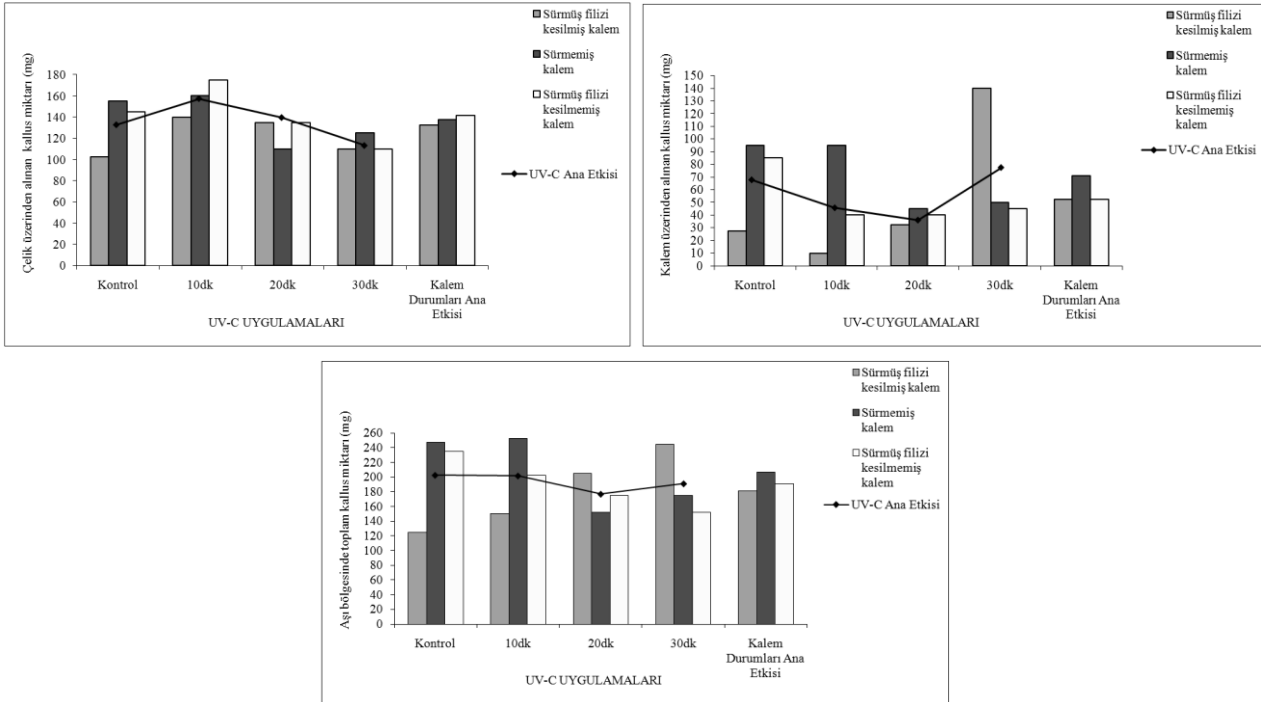 Çelik üzerinden alınan kallus miktarı (mg)
180
160
140
120
100
80
60
40
20
0
Kontrol
10dk
20dk
30dk
Kalem
Durumları Ana
Etkisi
UV-C UYGULAMALARI
Sürmüş filizi
kesilmiş kalem
Sürmemiş
kalem
Sürmüş filizi
kesilmemiş
kalem
UV-C Ana Etkisi
Kalem üzerinden alınan kallus miktarı (mg)
150
140
130
120
110
100
90
80
70
60
50
40
30
20
10
0
Kontrol
10dk
20dk
30dk
Kalem
Durumları Ana
Etkisi
UV-C UYGULAMALARI
Sürmüş filizi
kesilmiş kalem
Sürmemiş
kalem
Sürmüş filizi
kesilmemiş
kalem
UV-C Ana Etkisi
Aşı bölgesinde toplam kallus miktarı (mg)
260
240
220
200
180
160
140
120
100
80
60
40
20
0
Kontrol
10dk
20dk
30dk
Kalem
Durumları Ana
Etkisi
UV-C UYGULAMALARI
Sürmüş filizi
kesilmiş kalem
Sürmemiş
kalem
Sürmüş filizi
kesilmemiş
kalem
UV-C Ana Etkisi